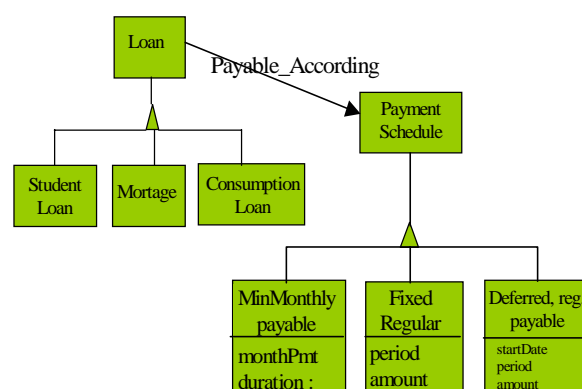 Loan
Payable_According
Payment
Schedule
Student
Loan
Mortage
Consumption
Loan
MinMonthly
payable
monthPmt
duration :
Fixed
Regular
period
amount
Deferred, reg
payable
startDate
period
amount